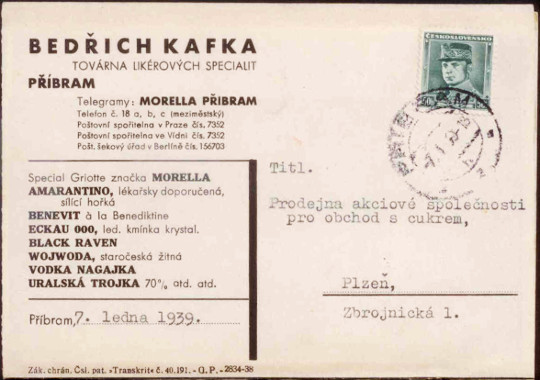 BEDŘICH KAFKA
TOVÁRNA LIKÉROVÝCH SPECIALIT
PŘÍBRAM
Telegramy: MORELLA PŘIBRAM
Telefon č. 18 a, b, c (meziměstský)
Poštovní spořitelna v Praze čís. 7352
Poštovní spořitelna ve Vídni čís. 7352
Pošt. šekový úřad v Berlíně čís. 156703
Special Griotte značka MORELLA
AMARANTINO, lékařsky doporučená,
sílící hořká
BENEVIT à la Benediktine
ECKAU 000, led. kmínka krystal.
BLACK RAVEN
WOJWODA, staročeská žitná
VODKA NAGAJKA
URALSKÁ TROJKA 70% atd. atd.
Příbram, 7. ledna 1939.
Zák. chrán. Čsl. pat. »Transkrit« č. 40.191. - G. P. - 2834-38
ČESKOSLOVENSKO
Titl.
Prodejna akciové společnosti
pro obchod s cukrem,
Plzeň,
Zbrojnická 1.